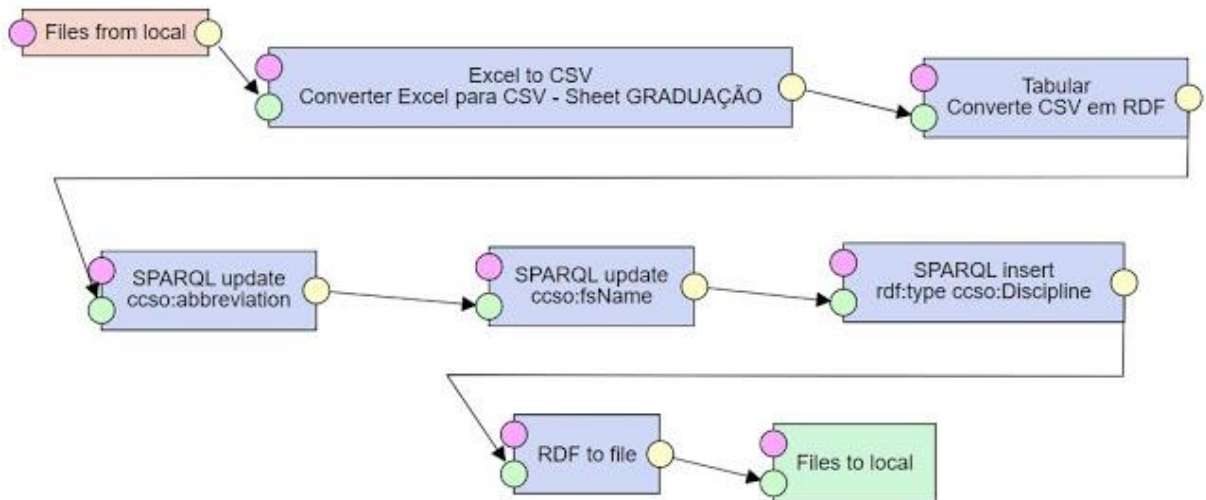 Files from local
Excel to CSV
Converter Excel para CSV - Sheet GRADUAÇÃO
Tabular
Converte CSV em RDF
SPARQL update
ccso:abbreviation
SPARQL update
ccso:fsName
SPARQL insert
rdf:type ccso:Discipline
RDF to file
Files to local